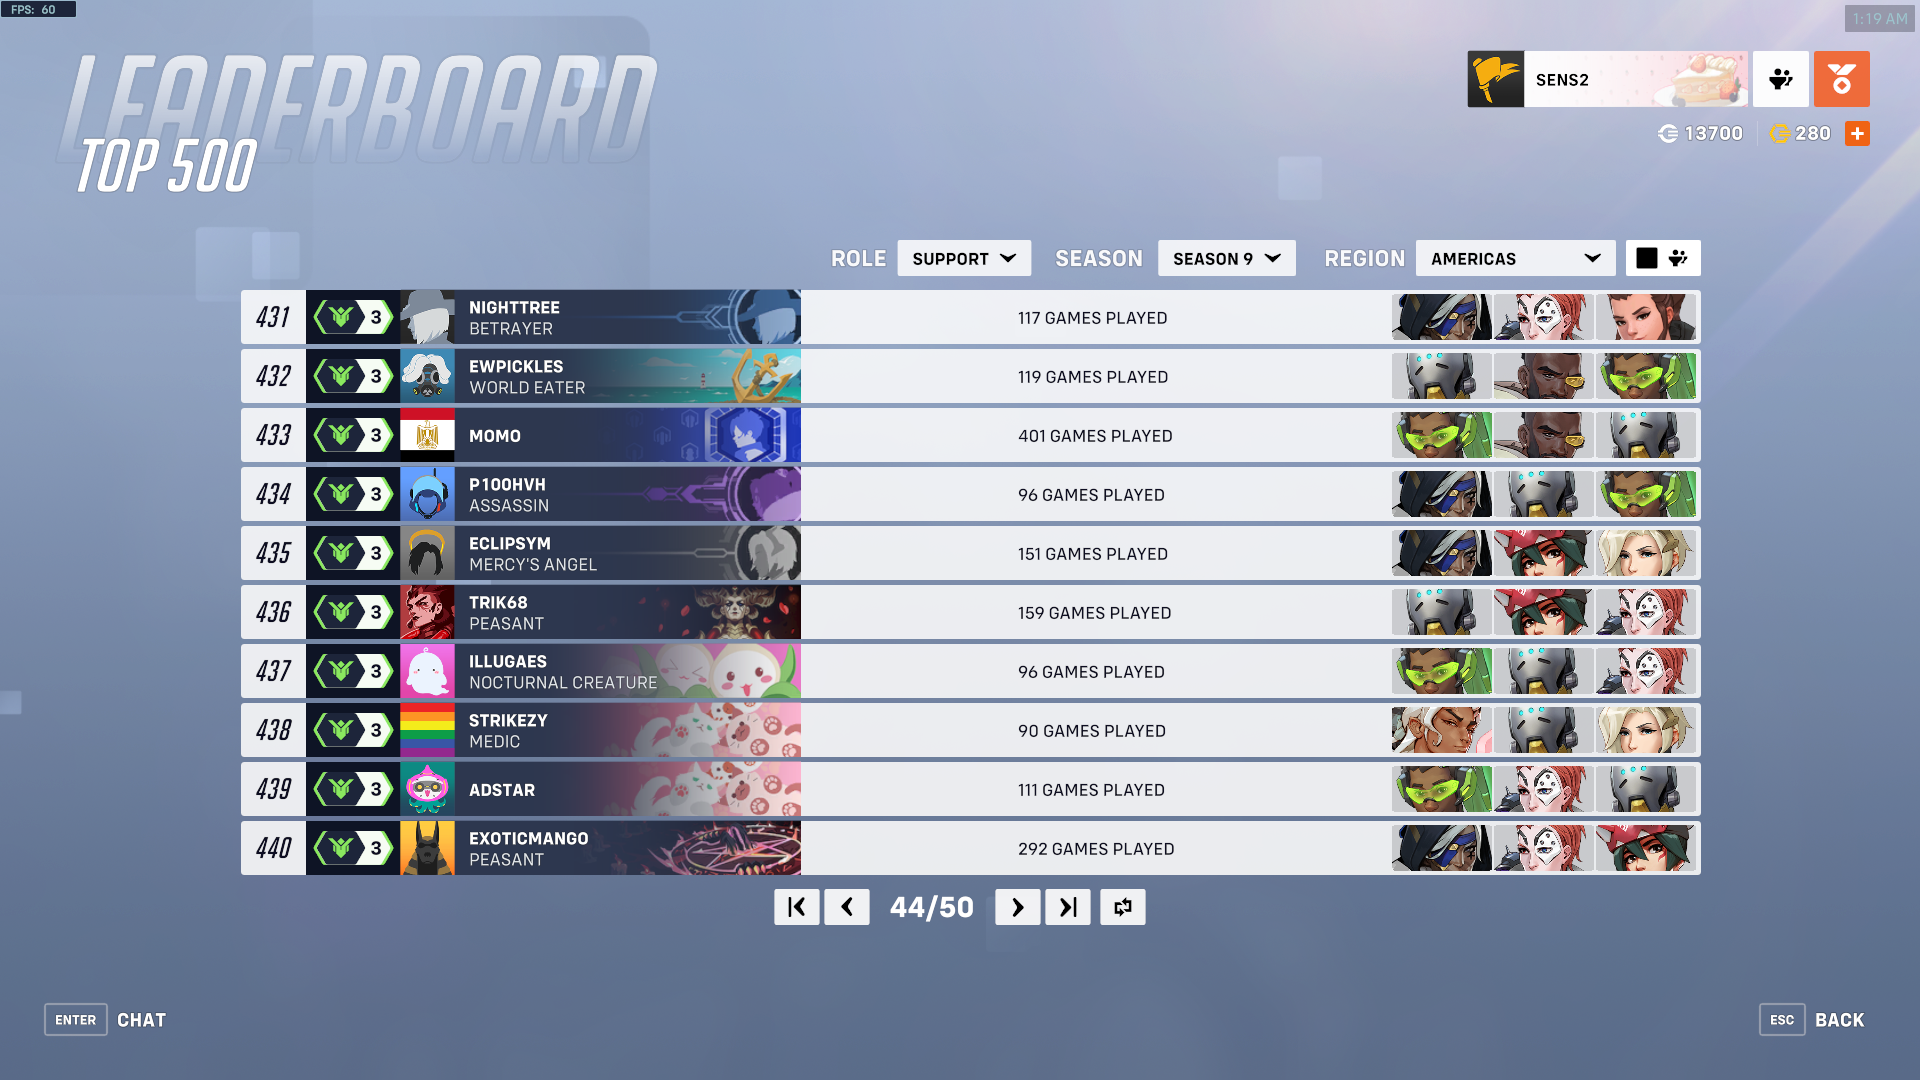 FPS: 60
1:19 AM
LEADERBOARD
TOP 500
SENS2
13700
280
ROLE
SUPPORT
SEASON
SEASON 9
REGION
AMERICAS
431 3 NIGHTTREE
BETRAYER
117 GAMES PLAYED
432 3 EWPICKLES
WORLD EATER
119 GAMES PLAYED
433 3 MOMO
401 GAMES PLAYED
434 3 P100HVH
ASSASSIN
96 GAMES PLAYED
435 3 ECLIPSYM
MERCY'S ANGEL
151 GAMES PLAYED
436 3 TRIK68
PEASANT
159 GAMES PLAYED
437 3 ILLUGAES
NOCTURNAL CREATURE
96 GAMES PLAYED
438 3 STRIKEZY
MEDIC
90 GAMES PLAYED
439 3 ADSTAR
111 GAMES PLAYED
440 3 EXOTICMANGO
PEASANT
292 GAMES PLAYED
44/50
ENTER CHAT
ESC BACK